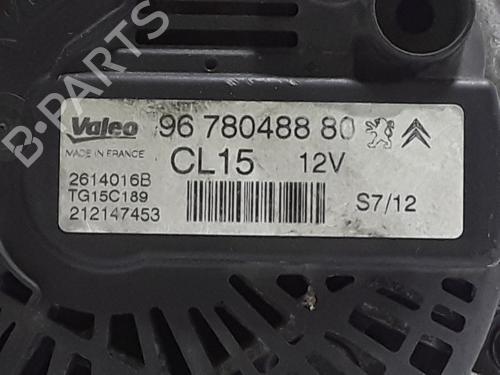 B-PARTS
Valeo 96 780488 80
MADE IN FRANCE
CL15 12V
2614016B
TG15C189
212147453
S7/12